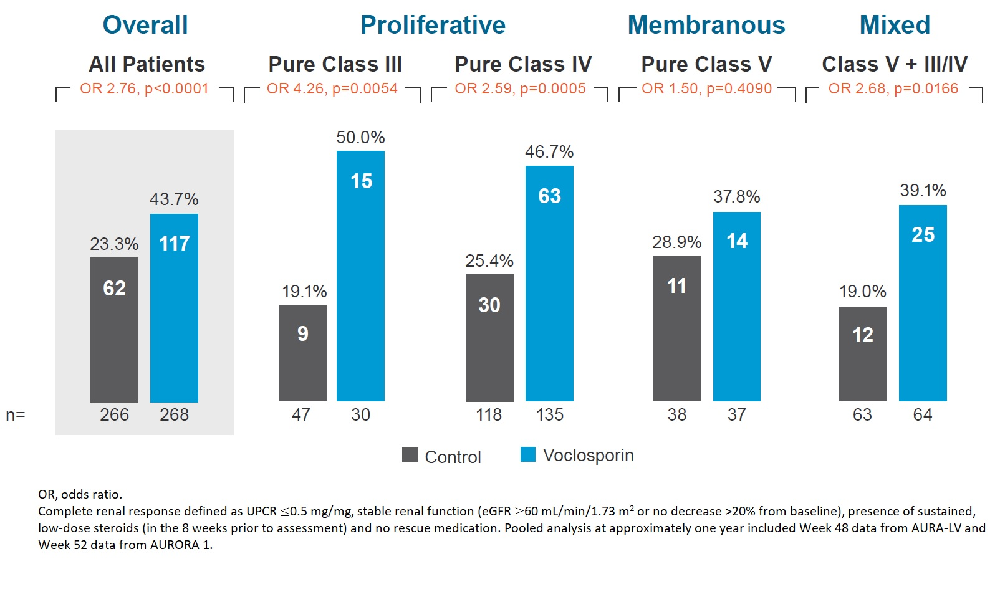 Overall Proliferative Membranous Mixed
All Patients Pure Class III Pure Class IV Pure Class V Class V + III/IV
OR 2.76, p<0.0001 OR 4.26, p=0.0054 OR 2.59, p=0.0005 OR 1.50, p=0.4090 OR 2.68, p=0.0166
23.3% 43.7% 19.1% 50.0% 25.4% 46.7% 28.9% 37.8% 19.0% 39.1%
62 117 9 15 30 63 11 14 12 25
n= 266 268 47 30 118 135 38 37 63 64
Control Voclosporin
OR, odds ratio.
Complete renal response defined as UPCR ≤0.5 mg/mg, stable renal function (eGFR ≥60 mL/min/1.73 m² or no decrease >20% from baseline), presence of sustained,
low-dose steroids (in the 8 weeks prior to assessment) and no rescue medication. Pooled analysis at approximately one year included Week 48 data from AURA-LV and
Week 52 data from AURORA 1.